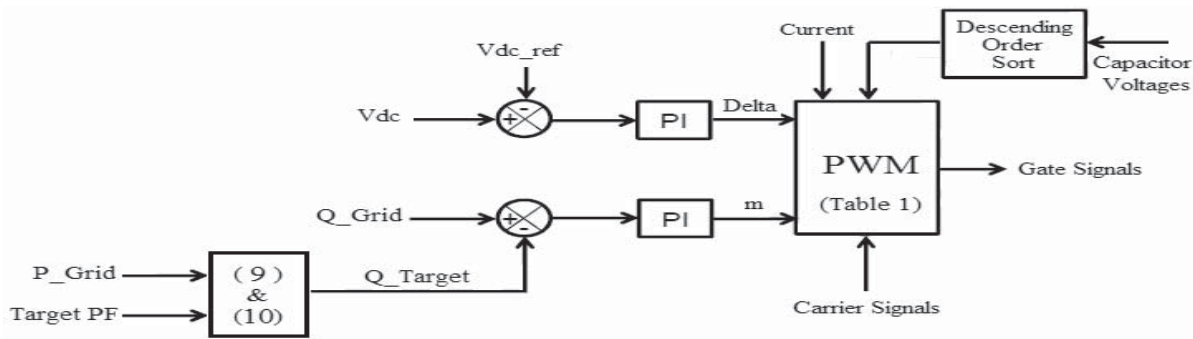 Vdc_ref
Current
Descending
Order
Sort
Capacitor
Voltages
Vdc
-
+
PI
Delta
PWM
(Table 1)
Gate Signals
Q_Grid
+
-
PI
m
P_Grid
Target PF
( 9 )
&
(10)
Q_Target
Carrier Signals